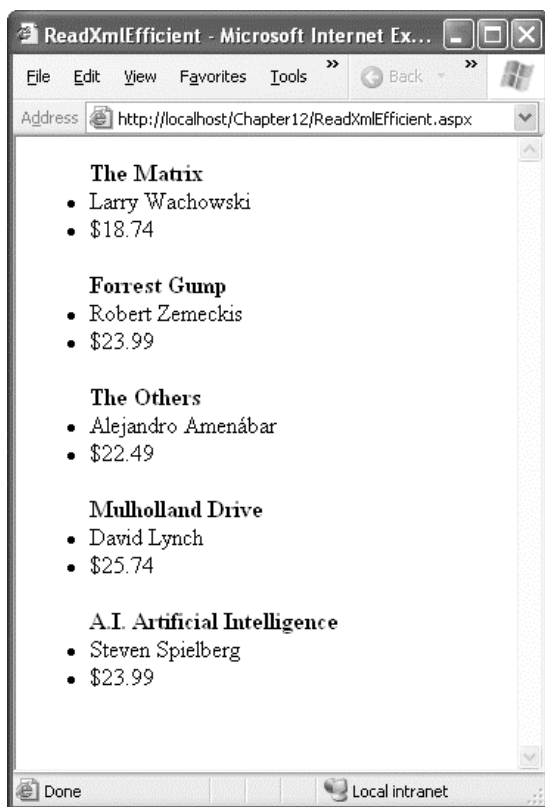 ReadXmlEfficient - Microsoft Internet Ex...
File Edit View Favorites Tools » Back »
Address http://localhost/Chapter12/ReadXmlEfficient.aspx
The Matrix
• Larry Wachowski
• $18.74
Forrest Gump
• Robert Zemeckis
• $23.99
The Others
• Alejandro Amenábar
• $22.49
Mulholland Drive
• David Lynch
• $25.74
A.I. Artificial Intelligence
• Steven Spielberg
• $23.99
Done Local intranet